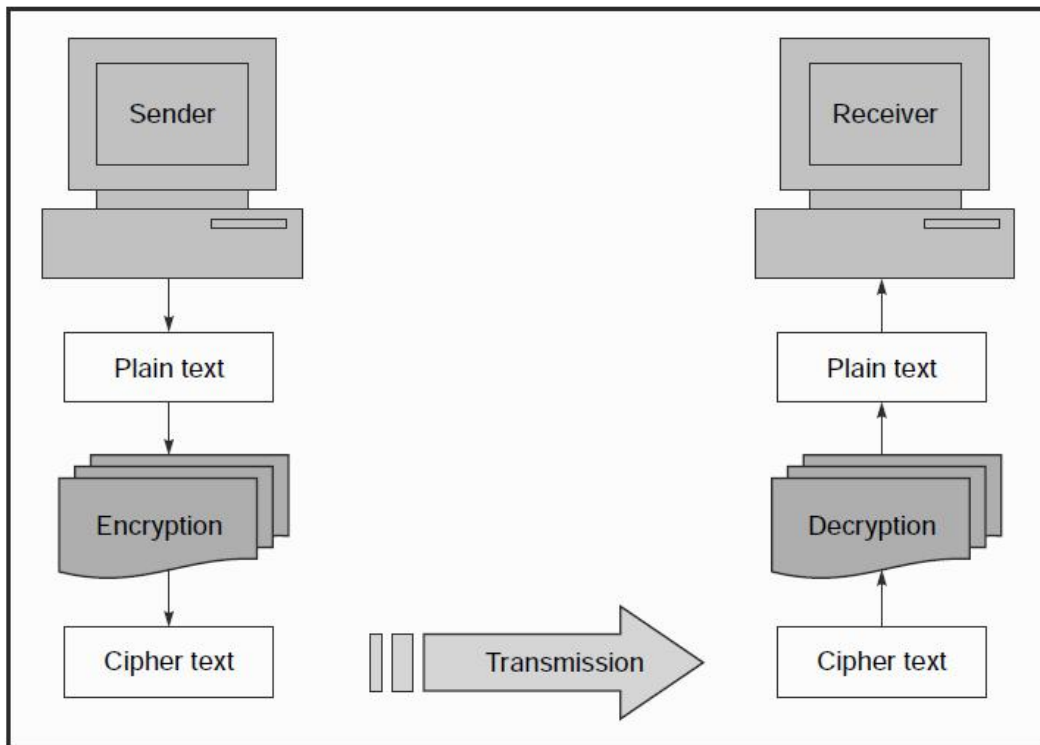 Sender
Receiver
Plain text
Plain text
Encryption
Decryption
Cipher text
Transmission
Cipher text